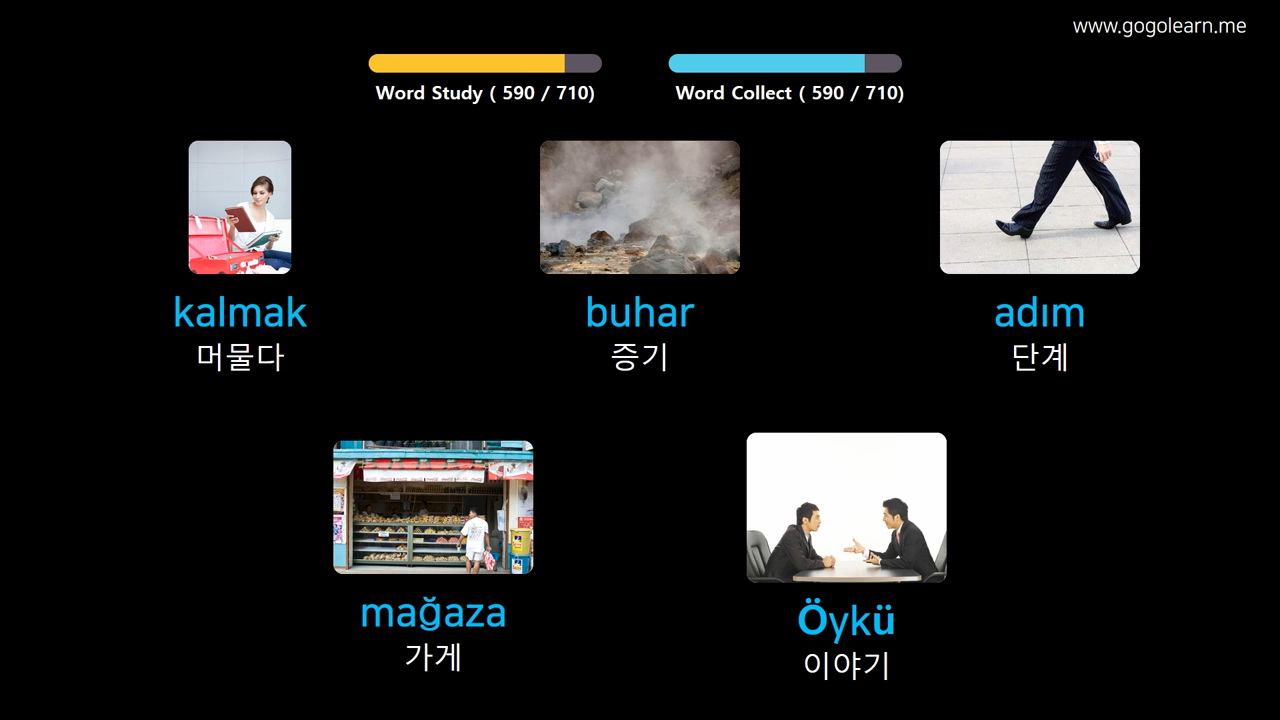 www.gogolearn.me
Word Study ( 590 / 710)
Word Collect ( 590 / 710)
kalmak
머물다
buhar
증기
adım
단계
mağaza
가게
Öykü
이야기